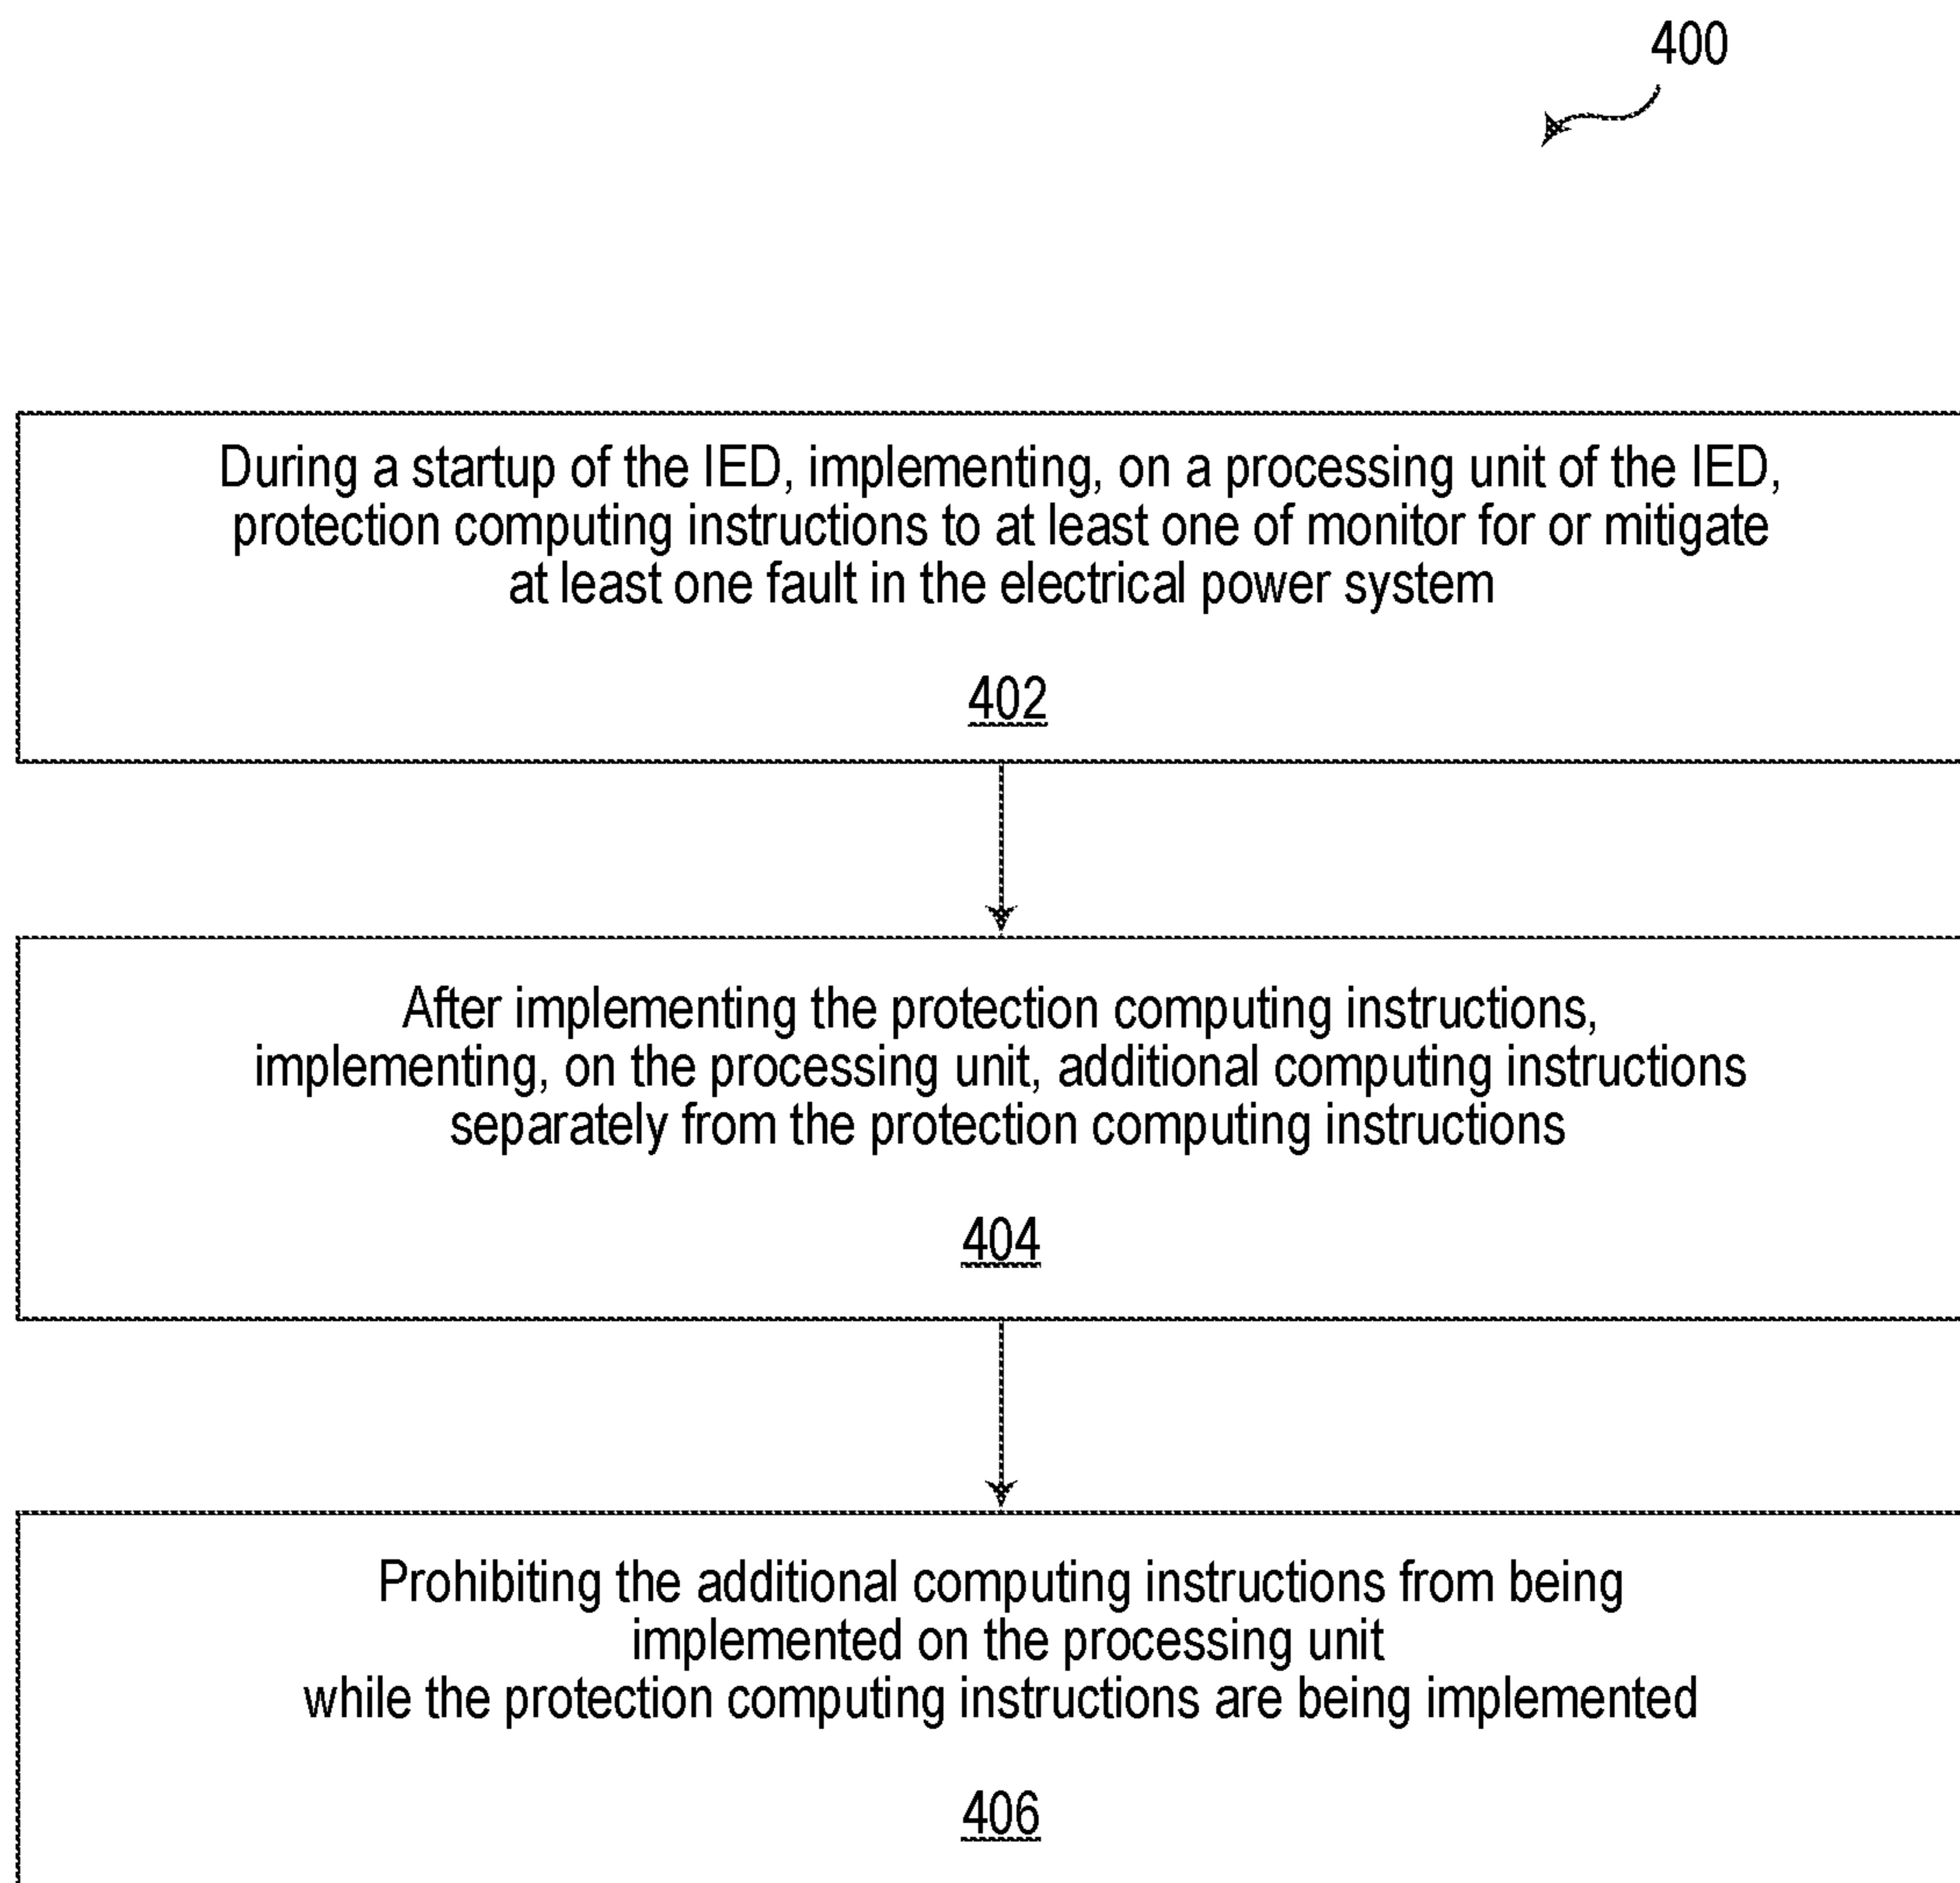 400
During a startup of the IED, implementing, on a processing unit of the IED,
protection computing instructions to at least one of monitor for or mitigate
at least one fault in the electrical power system
402
After implementing the protection computing instructions,
implementing, on the processing unit, additional computing instructions
separately from the protection computing instructions
404
Prohibiting the additional computing instructions from being
implemented on the processing unit
while the protection computing instructions are being implemented
406